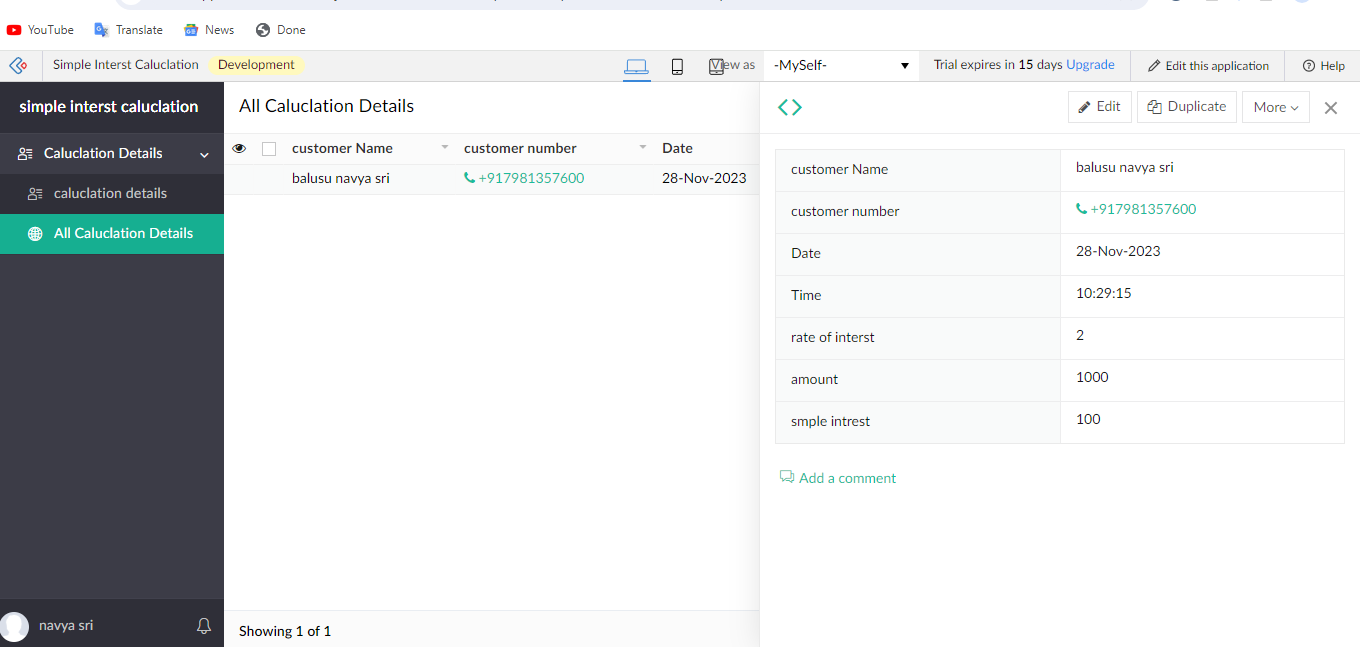 YouTube Translate News Done
Simple Interst Caluclation Development View as -MySelf- Trial expires in 15 days Upgrade Edit this application Help
simple interst caluclation
Caluclation Details
caluclation details
All Caluclation Details
navya sri
All Caluclation Details
customer Name customer number Date
balusu navya sri +917981357600 28-Nov-2023
Showing 1 of 1
Edit Duplicate More
customer Name balusu navya sri
customer number +917981357600
Date 28-Nov-2023
Time 10:29:15
rate of interst 2
amount 1000
smple intrest 100
Add a comment